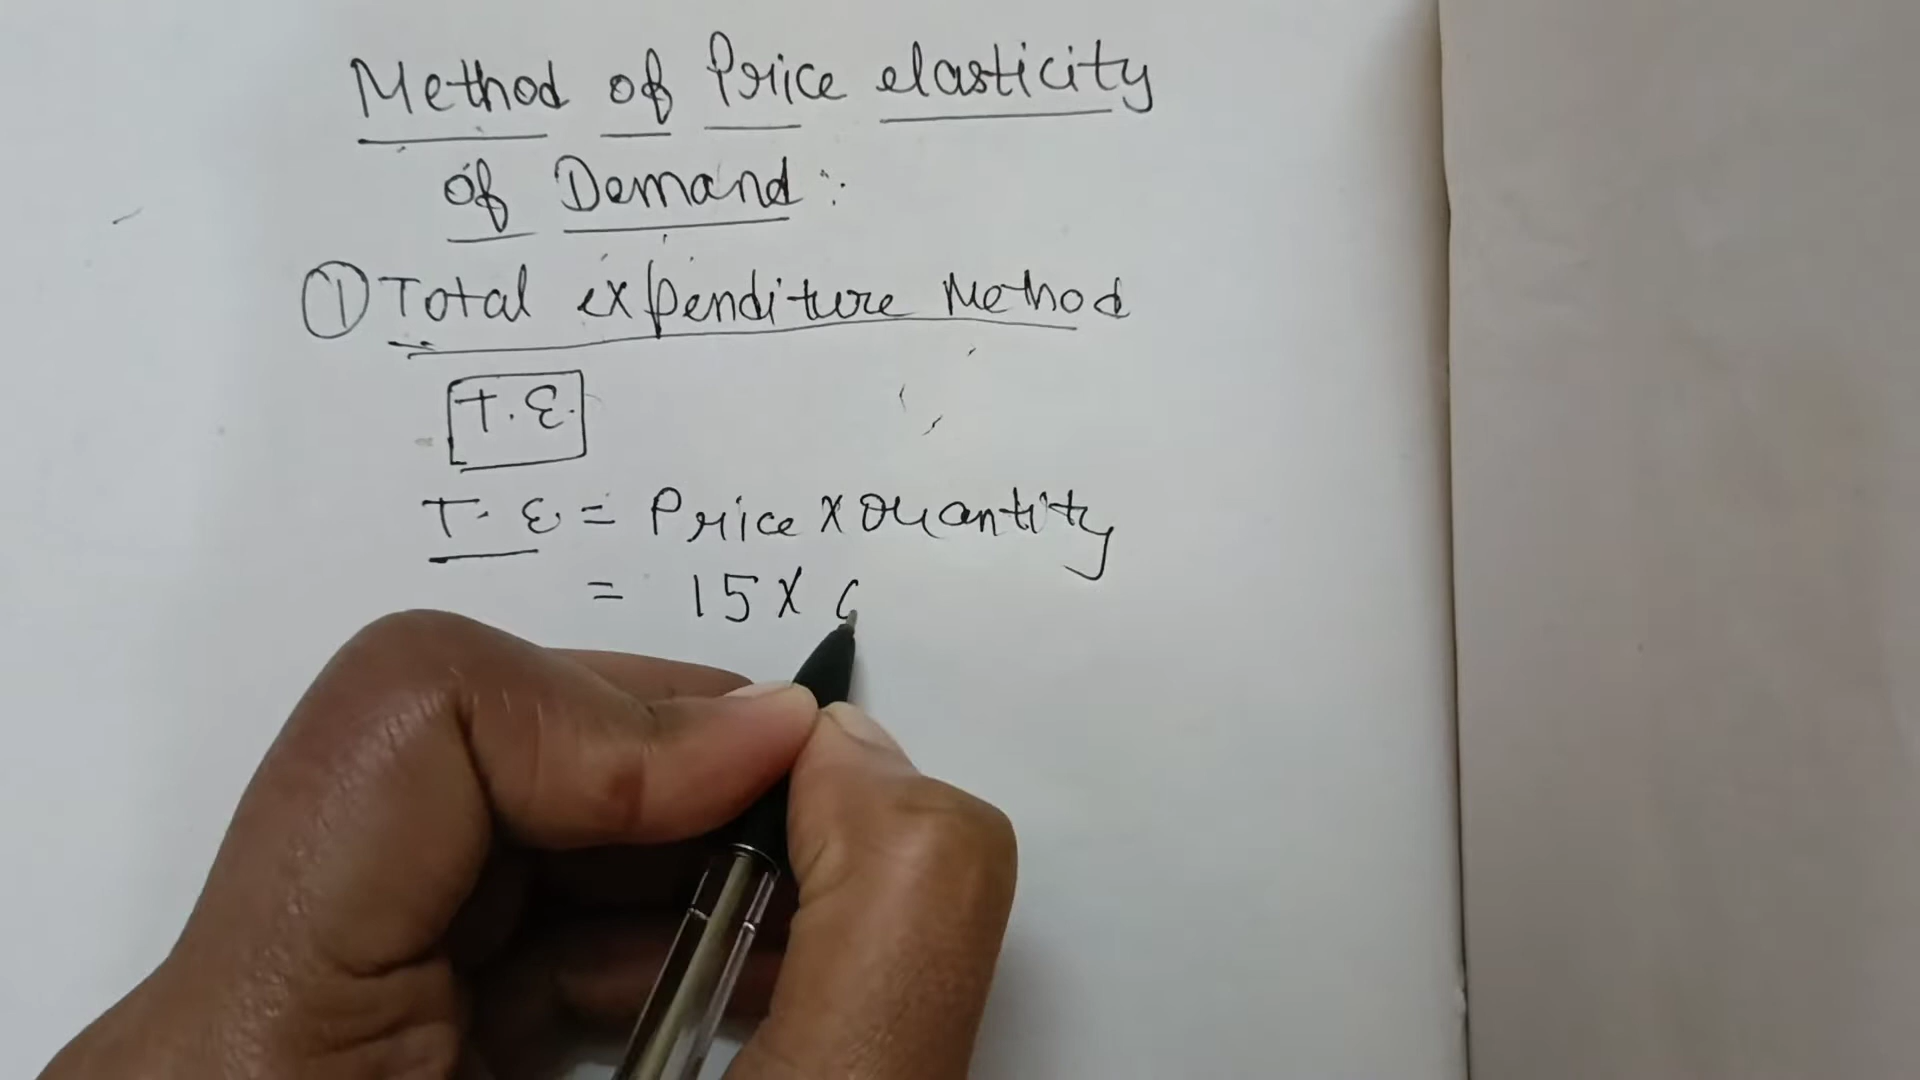 Method of Price elasticity
of Demand :
① Total expenditure Method
T.E.
T.E = Price x Quantity
= 15 x